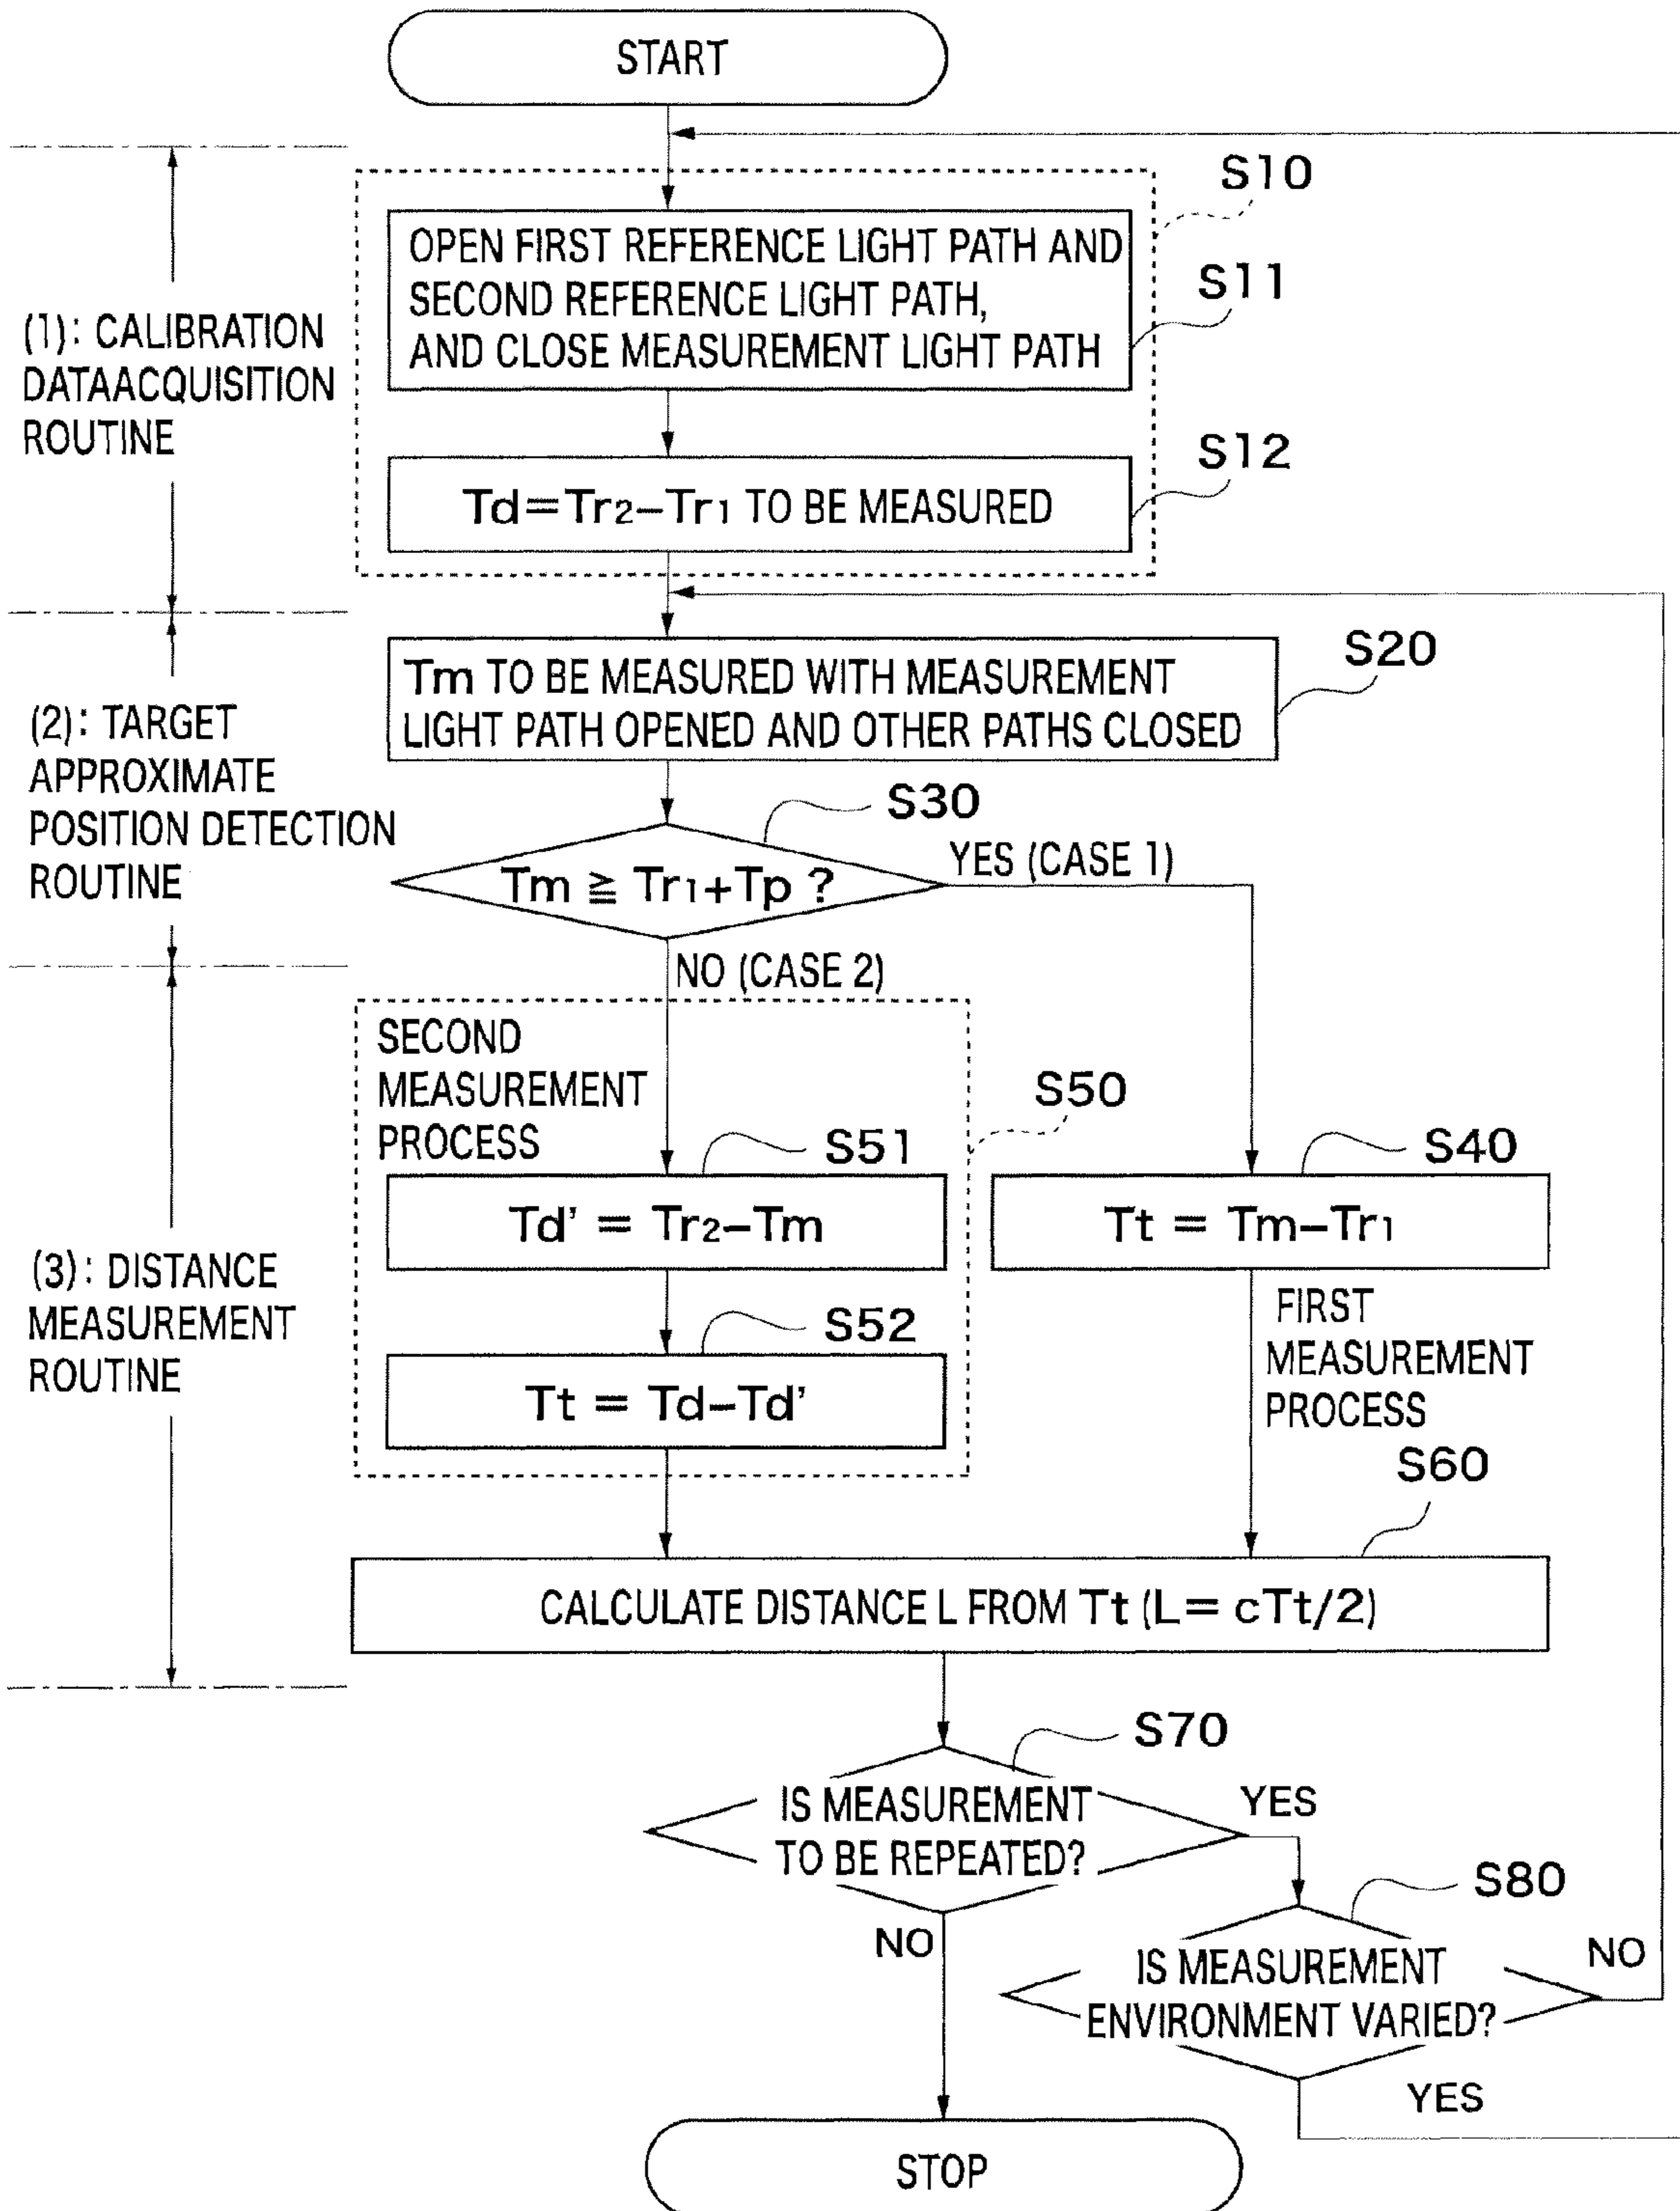 START
S10
OPEN FIRST REFERENCE LIGHT PATH AND
SECOND REFERENCE LIGHT PATH,
AND CLOSE MEASUREMENT LIGHT PATH
S11
(1): CALIBRATION
DATAACQUISITION
ROUTINE
S12
Td=Tr2-Tr1 TO BE MEASURED
S20
Tm TO BE MEASURED WITH MEASUREMENT
LIGHT PATH OPENED AND OTHER PATHS CLOSED
(2): TARGET
APPROXIMATE
POSITION DETECTION
ROUTINE
S30
Tm ≧ Tr1+Tp ?
YES (CASE 1)
NO (CASE 2)
SECOND
MEASUREMENT
PROCESS
S50
S51
Td' = Tr2-Tm
S40
Tt = Tm-Tr1
(3): DISTANCE
MEASUREMENT
ROUTINE
FIRST
MEASUREMENT
PROCESS
S52
Tt = Td-Td'
S60
CALCULATE DISTANCE L FROM Tt (L= cTt/2)
S70
IS MEASUREMENT
TO BE REPEATED?
YES
NO
S80
IS MEASUREMENT
ENVIRONMENT VARIED?
NO
YES
STOP